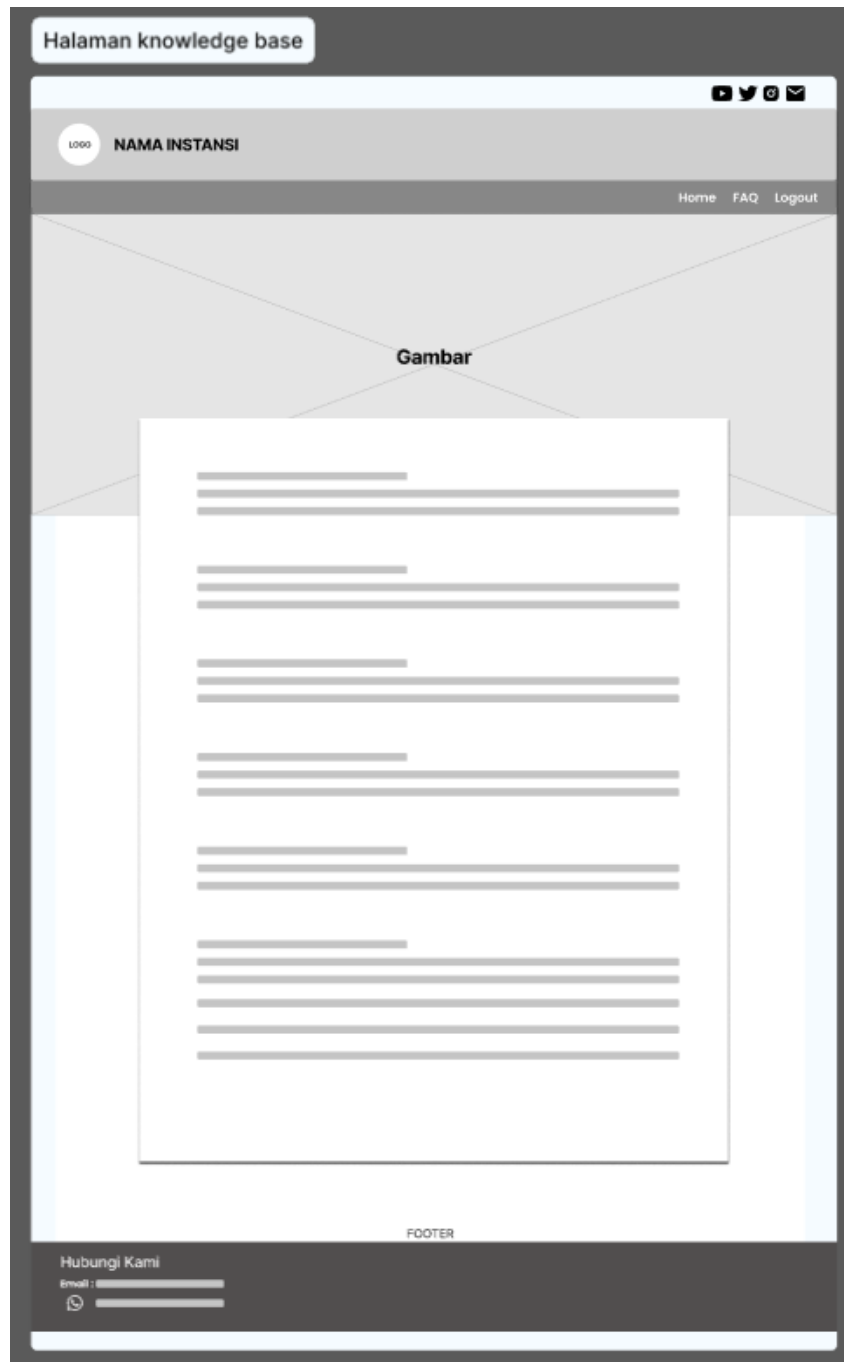 Halaman knowledge base
LOGO
NAMA INSTANSI
Home FAQ Logout
Gambar
FOOTER
Hubungi Kami
Email :